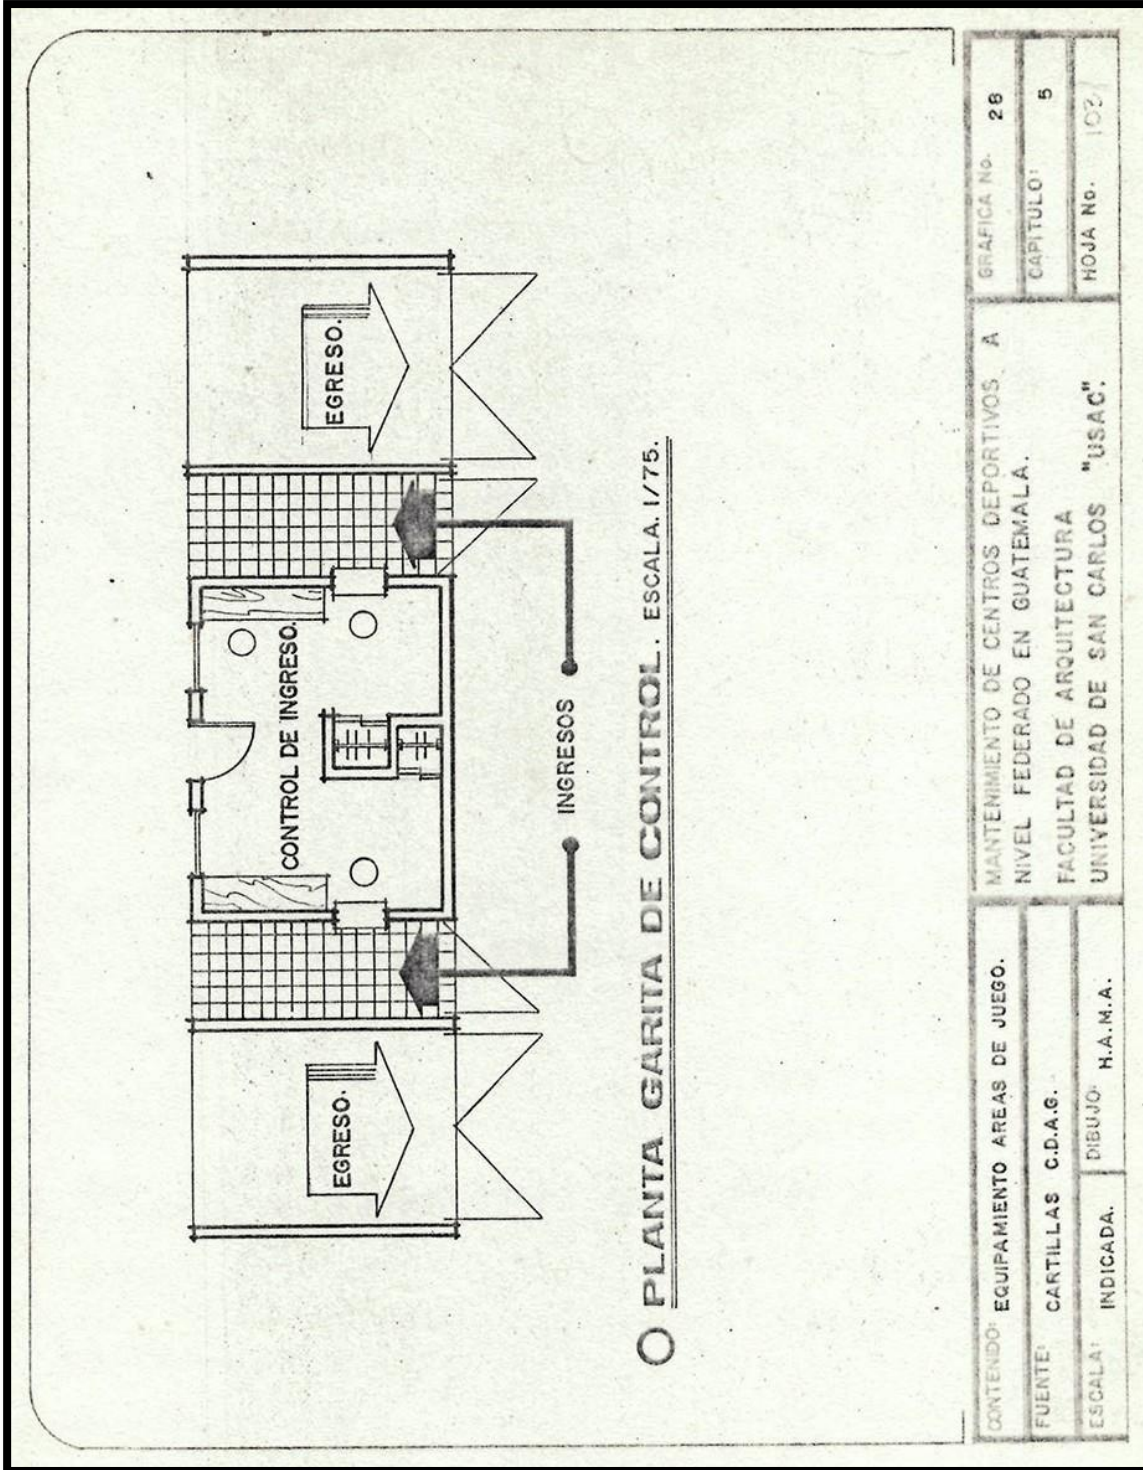 EGRESO.
CONTROL DE INGRESO.
EGRESO.
INGRESOS
PLANTA GARITA DE CONTROL. ESCALA. 1/75.
CONTENIDO: EQUIPAMIENTO AREAS DE JUEGO.
FUENTE: CARTILLAS C.D.A.G.
ESCALA: INDICADA. DIBUJO: H.A.M.A.
MANTENIMIENTO DE CENTROS DEPORTIVOS A
NIVEL FEDERADO EN GUATEMALA.
FACULTAD DE ARQUITECTURA
UNIVERSIDAD DE SAN CARLOS "USAC".
GRAFICA No. 28
CAPITULO: 5
HOJA No.